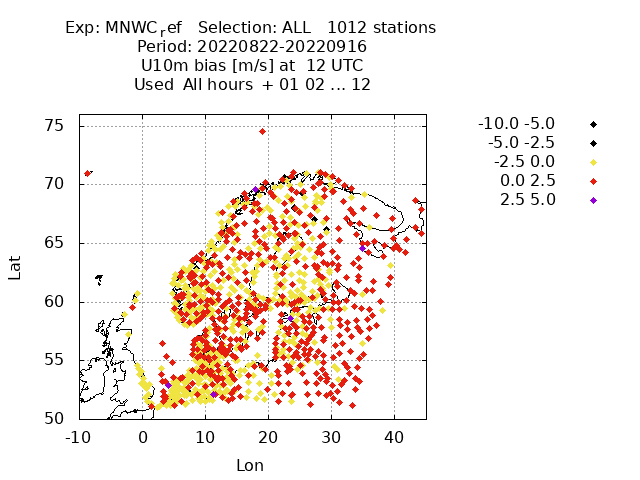 Exp: MNWC_ref   Selection: ALL   1012 stations
Period: 20220822-20220916
U10m bias [m/s] at  12 UTC
Used  All hours  + 01 02 ... 12
-10.0 -5.0
-5.0 -2.5
-2.5 0.0
0.0 2.5
2.5 5.0
75
70
65
60
55
50
Lat
-10 0 10 20 30 40
Lon